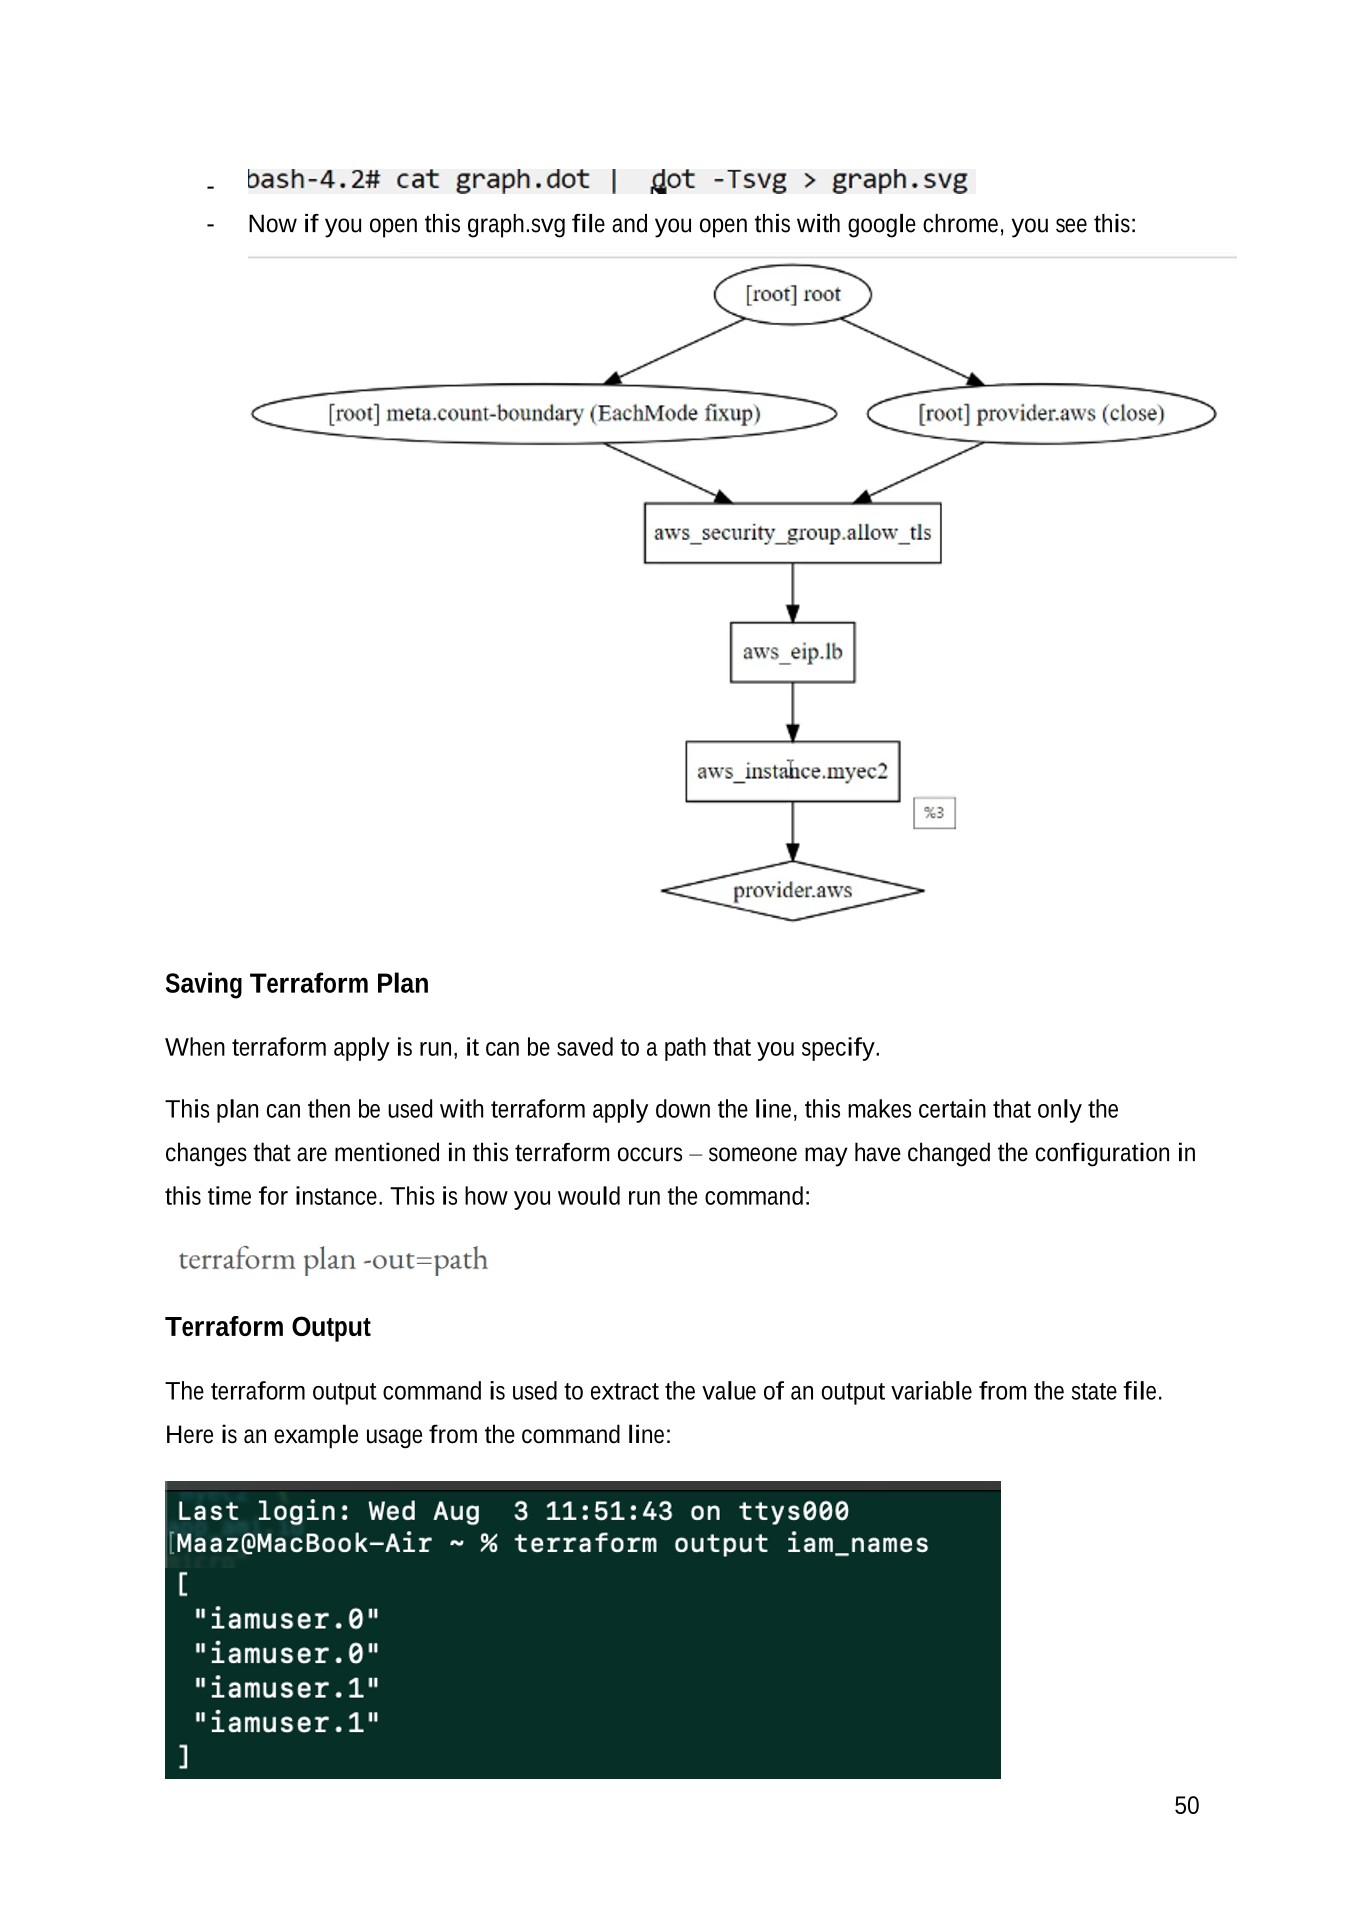 - bash-4.2# cat graph.dot | dot -Tsvg > graph.svg
- Now if you open this graph.svg file and you open this with google chrome, you see this:
[root] root
[root] meta.count-boundary (EachMode fixup)
[root] provider.aws (close)
aws_security_group.allow_tls
aws_eip.lb
aws_instance.myec2
%3
provider.aws
Saving Terraform Plan
When terraform apply is run, it can be saved to a path that you specify.
This plan can then be used with terraform apply down the line, this makes certain that only the
changes that are mentioned in this terraform occurs – someone may have changed the configuration in
this time for instance. This is how you would run the command:
terraform plan -out=path
Terraform Output
The terraform output command is used to extract the value of an output variable from the state file.
Here is an example usage from the command line:
Last login: Wed Aug  3 11:51:43 on ttys000
[Maaz@MacBook-Air ~ % terraform output iam_names
[
"iamuser.0"
"iamuser.0"
"iamuser.1"
"iamuser.1"
]
50